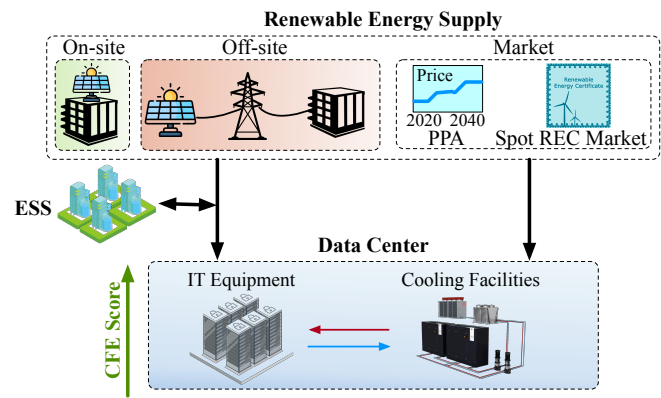 Renewable Energy Supply
On-site
Off-site
Market
Price
2020 2040
PPA
Renewable
Energy Certificate
Spot REC Market
ESS
Data Center
CFE Score
IT Equipment
Cooling Facilities